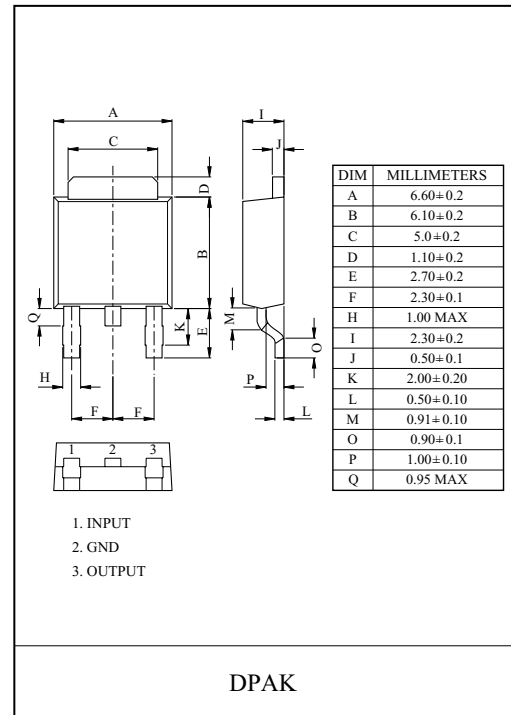 A
C
D
B
Q
K
E
H
F
F
1
2
3
I
J
M
O
P
L
1. INPUT
2. GND
3. OUTPUT
DIM MILLIMETERS
A 6.60±0.2
B 6.10±0.2
C 5.0±0.2
D 1.10±0.2
E 2.70±0.2
F 2.30±0.1
H 1.00 MAX
I 2.30±0.2
J 0.50±0.1
K 2.00±0.20
L 0.50±0.10
M 0.91±0.10
O 0.90±0.1
P 1.00±0.10
Q 0.95 MAX
DPAK